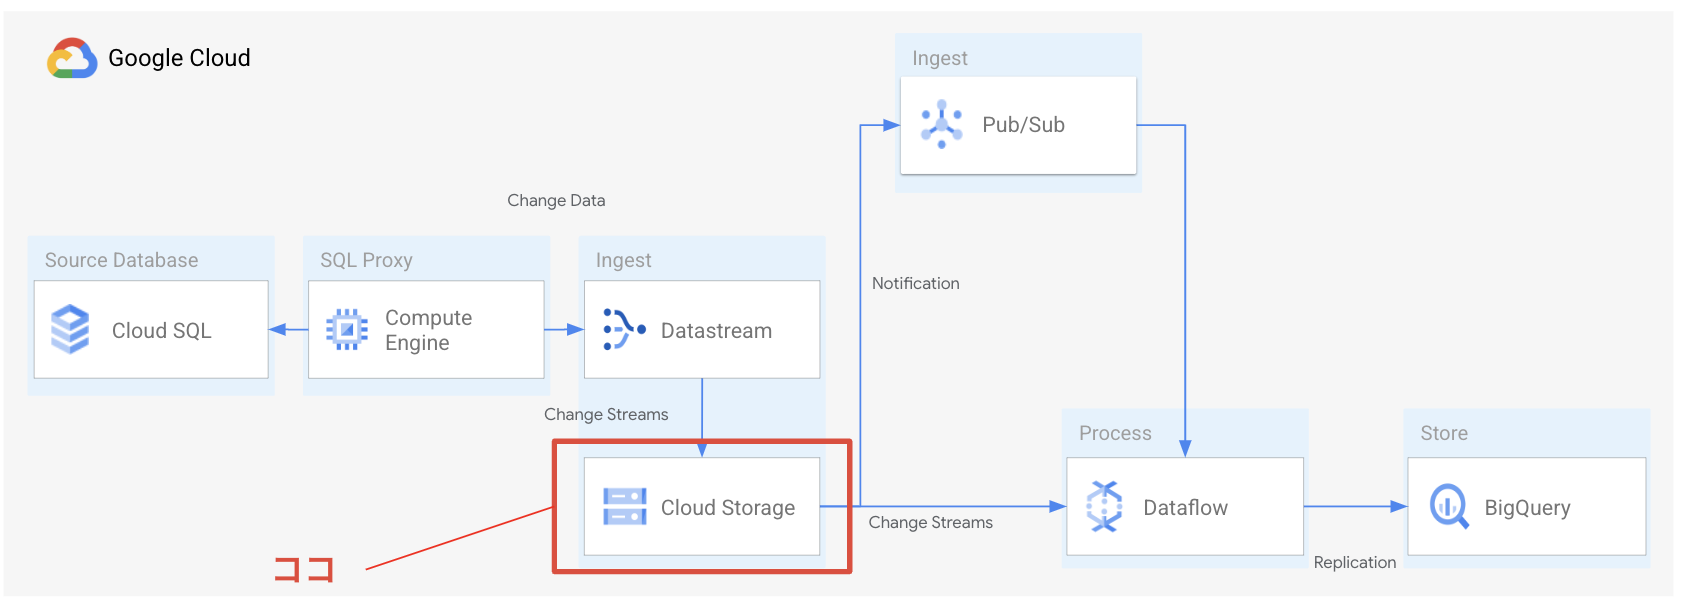 Google Cloud
Ingest
Pub/Sub
Change Data
Source Database
SQL Proxy
Ingest
Notification
Cloud SQL
Compute
Engine
Datastream
Change Streams
Process
Store
Cloud Storage
Dataflow
BigQuery
Change Streams
Replication
ココ